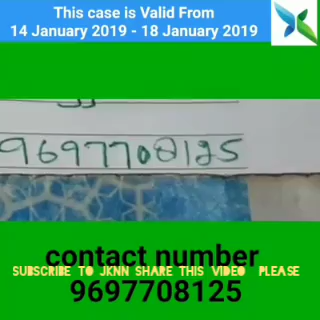 This case is Valid From
14 January 2019 - 18 January 2019
9697708125
contact number
SUBSCRIBE TO JKNN SHARE THIS VIDEO PLEASE
9697708125